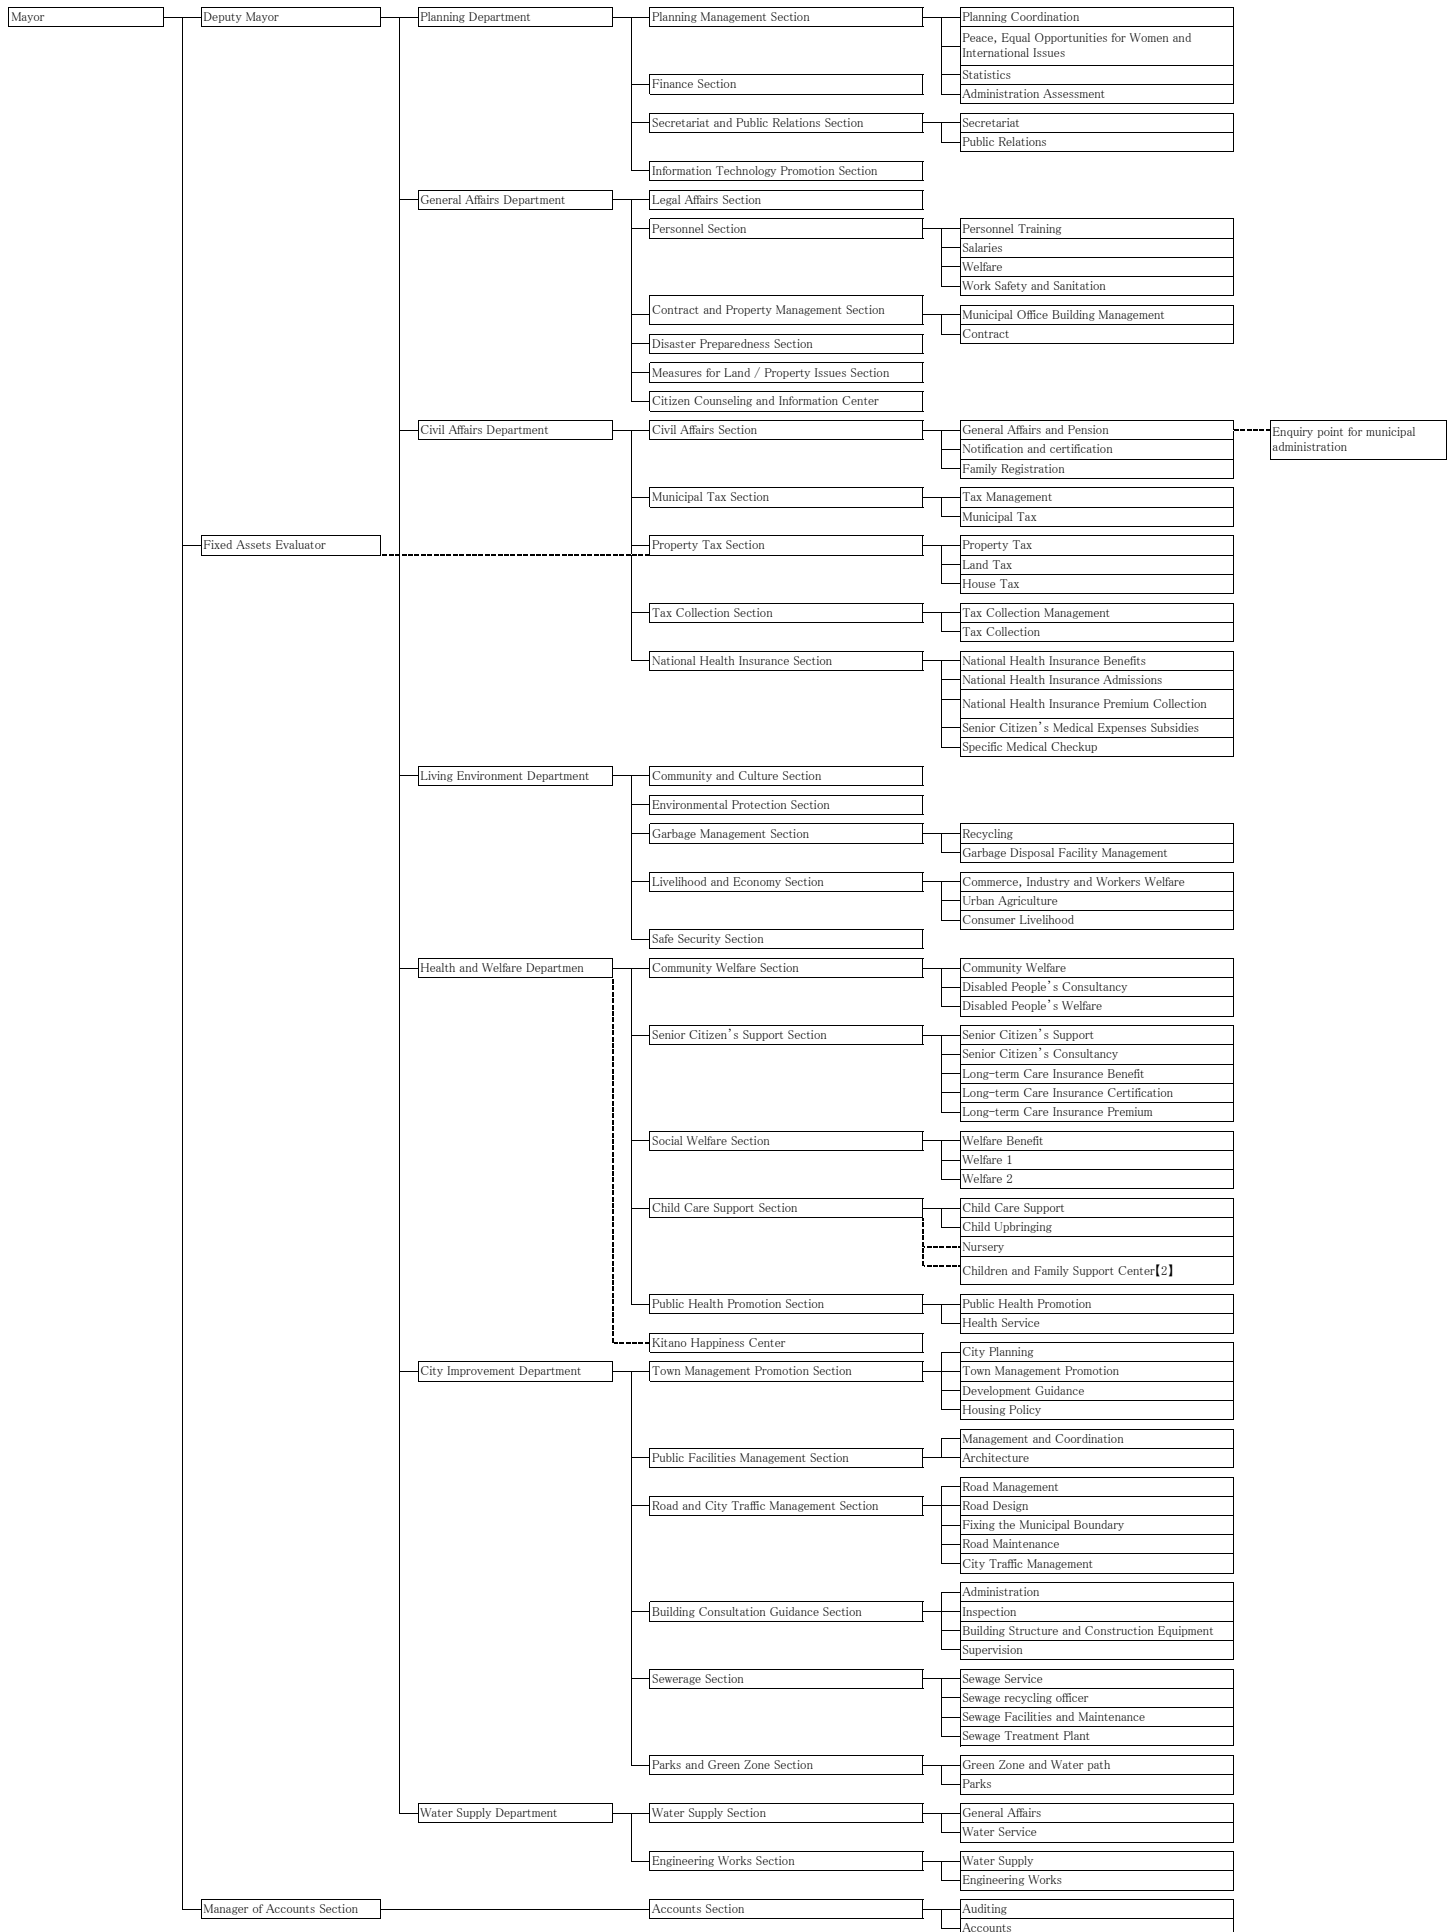 Mayor
Deputy Mayor
Planning Department
Planning Management Section
Planning Coordination
Peace, Equal Opportunities for Women and
International Issues
Statistics
Finance Section
Administration Assessment
Secretariat and Public Relations Section
Secretariat
Public Relations
Information Technology Promotion Section
General Affairs Department
Legal Affairs Section
Personnel Section
Personnel Training
Salaries
Welfare
Work Safety and Sanitation
Contract and Property Management Section
Municipal Office Building Management
Contract
Disaster Preparedness Section
Measures for Land / Property Issues Section
Citizen Counseling and Information Center
Civil Affairs Department
Civil Affairs Section
General Affairs and Pension
Enquiry point for municipal
administration
Notification and certification
Family Registration
Municipal Tax Section
Tax Management
Municipal Tax
Fixed Assets Evaluator
Property Tax Section
Property Tax
Land Tax
House Tax
Tax Collection Section
Tax Collection Management
Tax Collection
National Health Insurance Section
National Health Insurance Benefits
National Health Insurance Admissions
National Health Insurance Premium Collection
Senior Citizen’s Medical Expenses Subsidies
Specific Medical Checkup
Living Environment Department
Community and Culture Section
Environmental Protection Section
Garbage Management Section
Recycling
Garbage Disposal Facility Management
Livelihood and Economy Section
Commerce, Industry and Workers Welfare
Urban Agriculture
Consumer Livelihood
Safe Security Section
Health and Welfare Departmen
Community Welfare Section
Community Welfare
Disabled People’s Consultancy
Disabled People’s Welfare
Senior Citizen’s Support Section
Senior Citizen’s Support
Senior Citizen’s Consultancy
Long-term Care Insurance Benefit
Long-term Care Insurance Certification
Long-term Care Insurance Premium
Social Welfare Section
Welfare Benefit
Welfare 1
Welfare 2
Child Care Support Section
Child Care Support
Child Upbringing
Nursery
Children and Family Support Center【2】
Public Health Promotion Section
Public Health Promotion
Health Service
Kitano Happiness Center
City Planning
City Improvement Department
Town Management Promotion Section
Town Management Promotion
Development Guidance
Housing Policy
Management and Coordination
Public Facilities Management Section
Architecture
Road Management
Road and City Traffic Management Section
Road Design
Fixing the Municipal Boundary
Road Maintenance
City Traffic Management
Administration
Building Consultation Guidance Section
Inspection
Building Structure and Construction Equipment
Supervision
Sewerage Section
Sewage Service
Sewage recycling officer
Sewage Facilities and Maintenance
Sewage Treatment Plant
Parks and Green Zone Section
Green Zone and Water path
Parks
Water Supply Department
Water Supply Section
General Affairs
Water Service
Engineering Works Section
Water Supply
Engineering Works
Manager of Accounts Section
Accounts Section
Auditing
Accounts